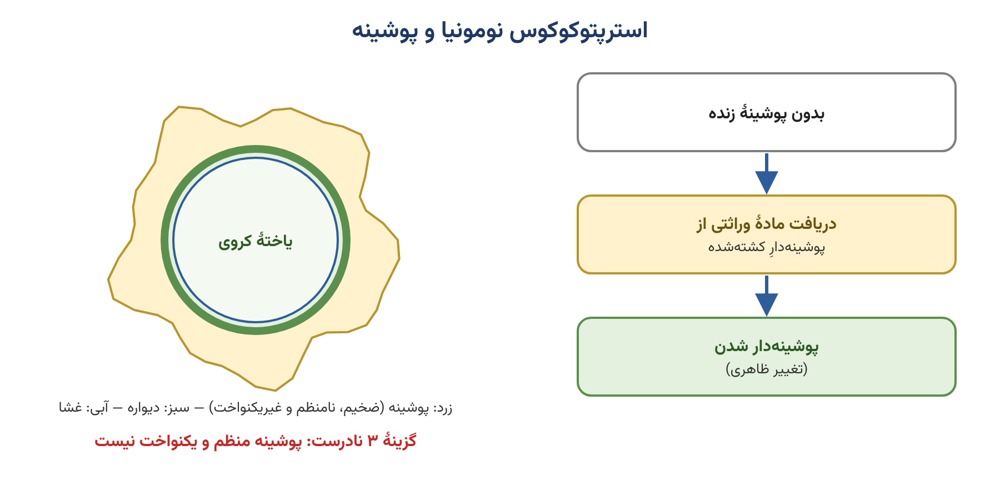 استرپتوکوکوس نومونیا و پوشینه
بدون پوشینهٔ زنده
دریافت مادهٔ وراثتی از
پوشینه‌دارِ کشته‌شده
پوشینه‌دار شدن
(تغییر ظاهری)
یاختهٔ کروی
زرد: پوشینه (ضخیم، نامنظم و غیریکنواخت) – سبز: دیواره – آبی: غشا
گزینهٔ ۳ نادرست: پوشینه منظم و یکنواخت نیست